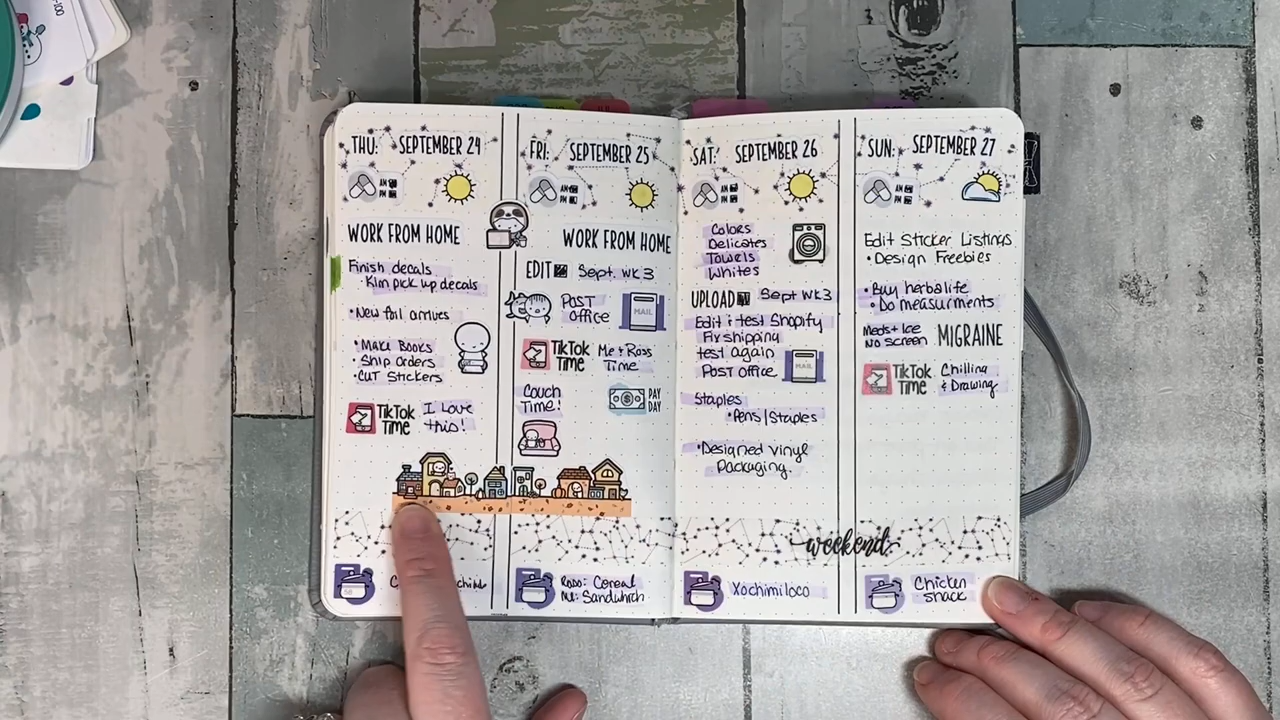 THU: SEPTEMBER 24
AM
PM
WORK FROM HOME
Finish decals
• Kim pick up decals
• New foil arrives
• Make Books
• Ship orders
• Cut Stickers
TikTok TIME
I Love this!
FRI: SEPTEMBER 25
AM
PM
WORK FROM HOME
EDIT Sept. wk 3
Post office
MAIL
TikTok TIME
Me & Ross Time
Couch Time!
PAY DAY
Ross: Cereal
Me: Sandwhich
SAT: SEPTEMBER 26
AM
PM
Colors
Delicates
Towels
Whites
UPLOAD Sept Wk 3
Edit & test Shopify
Fix shipping
test again
Post office
MAIL
Staples
• Pens/Staples
• Designed vinyl
Packaging.
weekend
Xochimiloco
SUN: SEPTEMBER 27
AM
PM
Edit Sticker Listings
• Design Freebies
• Buy herbalife
• Do measurments
Meds + Ice
No screen
MIGRAINE
TikTok TIME
Chilling & Drawing
Chicken
Shack